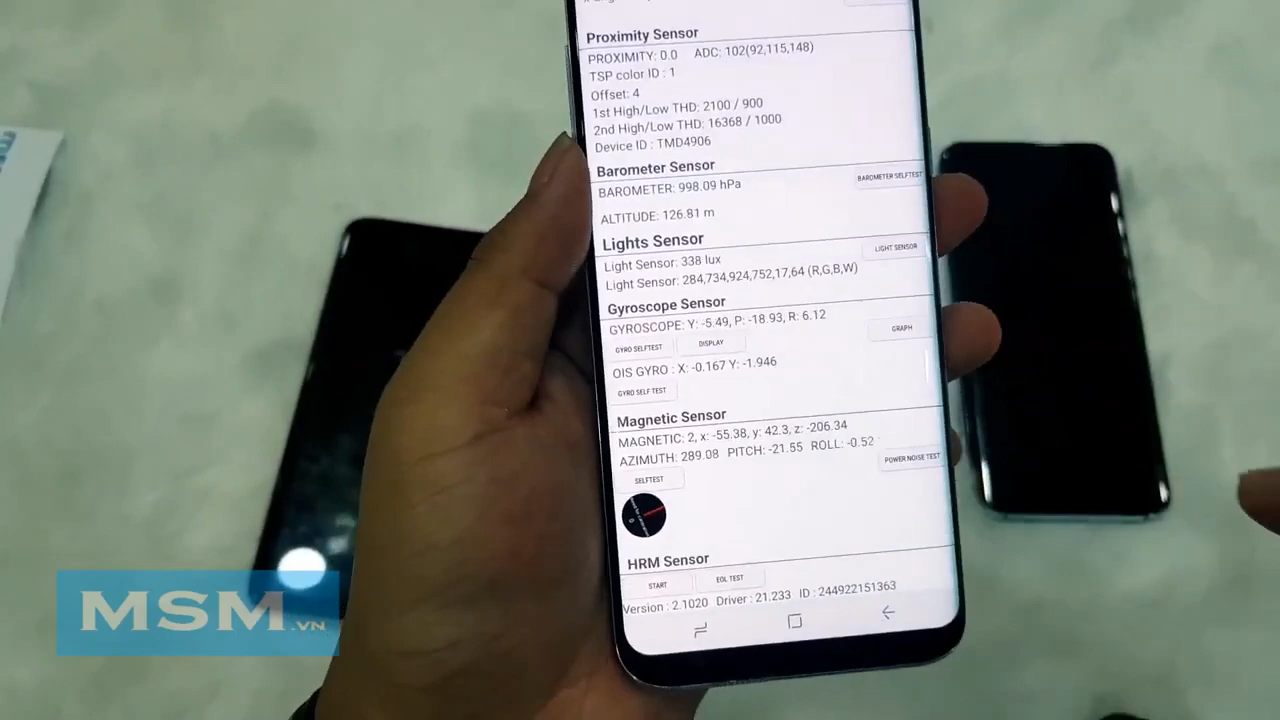 Proximity Sensor
PROXIMITY: 0.0 ADC: 102(92,115,148)
TSP color ID : 1
Offset: 4
1st High/Low THD: 2100 / 900
2nd High/Low THD: 16368 / 1000
Device ID : TMD4906
Barometer Sensor
BAROMETER: 998.09 hPa
BAROMETER SELFTEST
ALTITUDE: 126.81 m
Lights Sensor
Light Sensor: 338 lux
LIGHT SENSOR
Light Sensor: 284,734,924,752,17,64 (R,G,B,W)
Gyroscope Sensor
GYROSCOPE: Y: -5.49, P: -18.93, R: 6.12
GYRO SELFTEST DISPLAY GRAPH
OIS GYRO : X: -0.167 Y: -1.946
GYRO SELF TEST
Magnetic Sensor
MAGNETIC: 2, x: -55.38, y: 42.3, z: -206.34
AZIMUTH: 289.08 PITCH: -21.55 ROLL: -0.52
SELFTEST POWER NOISE TEST
HRM Sensor
START EOL TEST
Version : 2.1020 Driver : 21.233 ID : 244922151363
MSM.VN